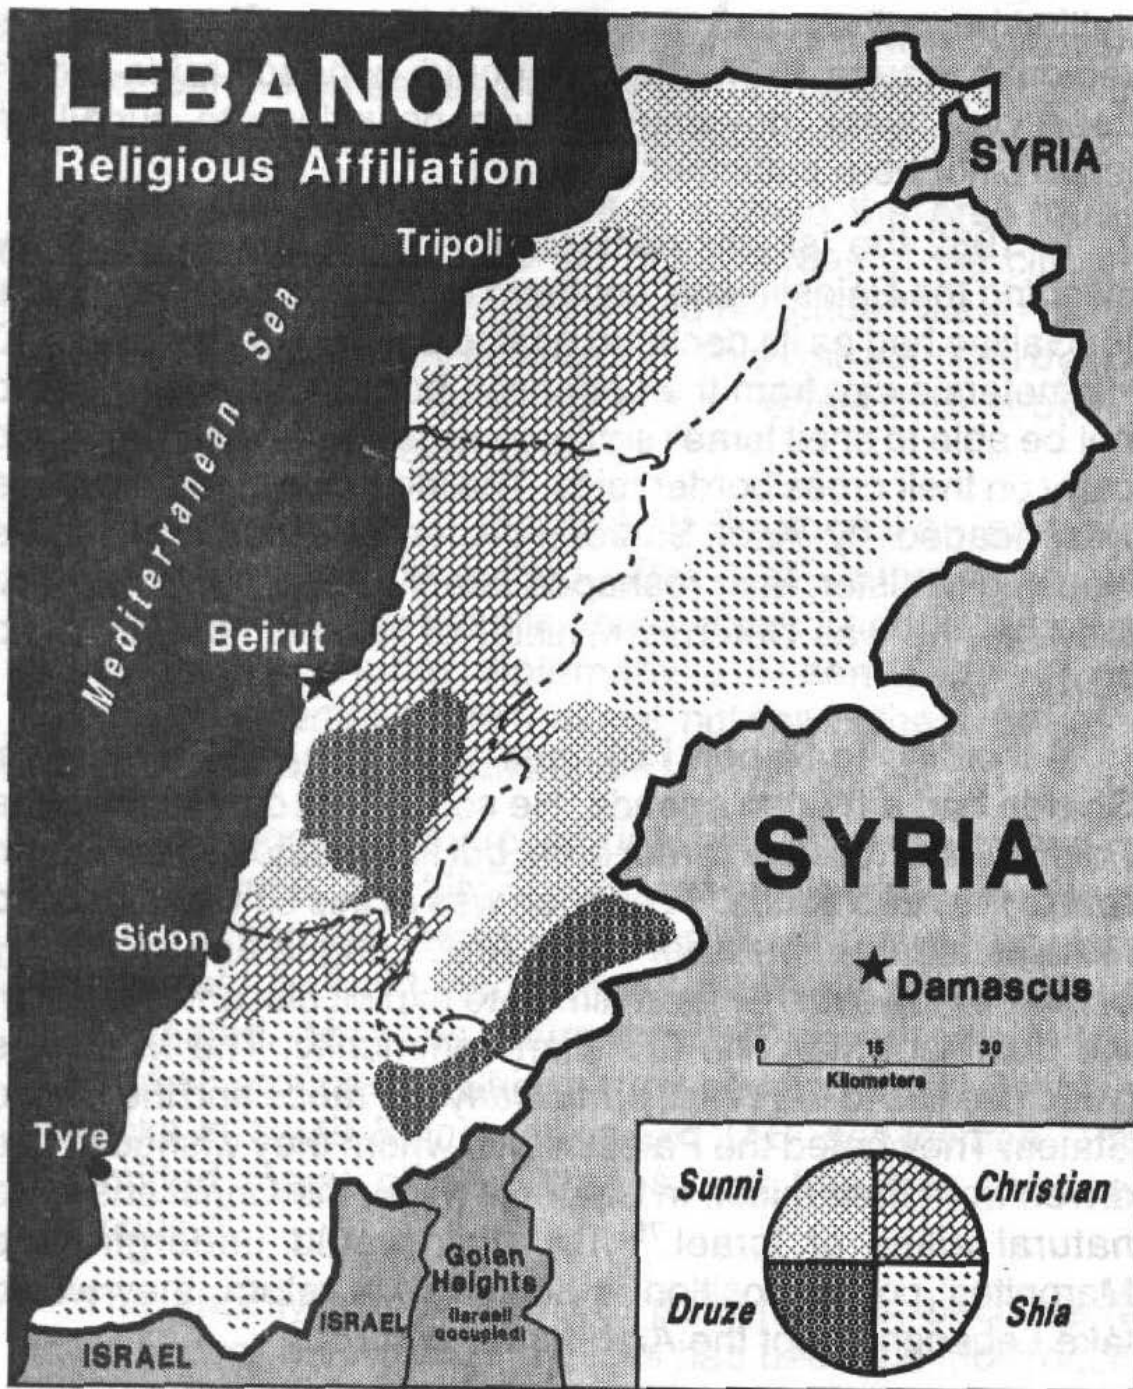 LEBANON
Religious Affiliation
SYRIA
Tripoli
Mediterranean Sea
Beirut
SYRIA
Sidon
Damascus
0 15 30
Kilometers
Tyre
Sunni
Christian
Golan
Heights
(Israeli
occupied)
Druze
Shia
ISRAEL
ISRAEL